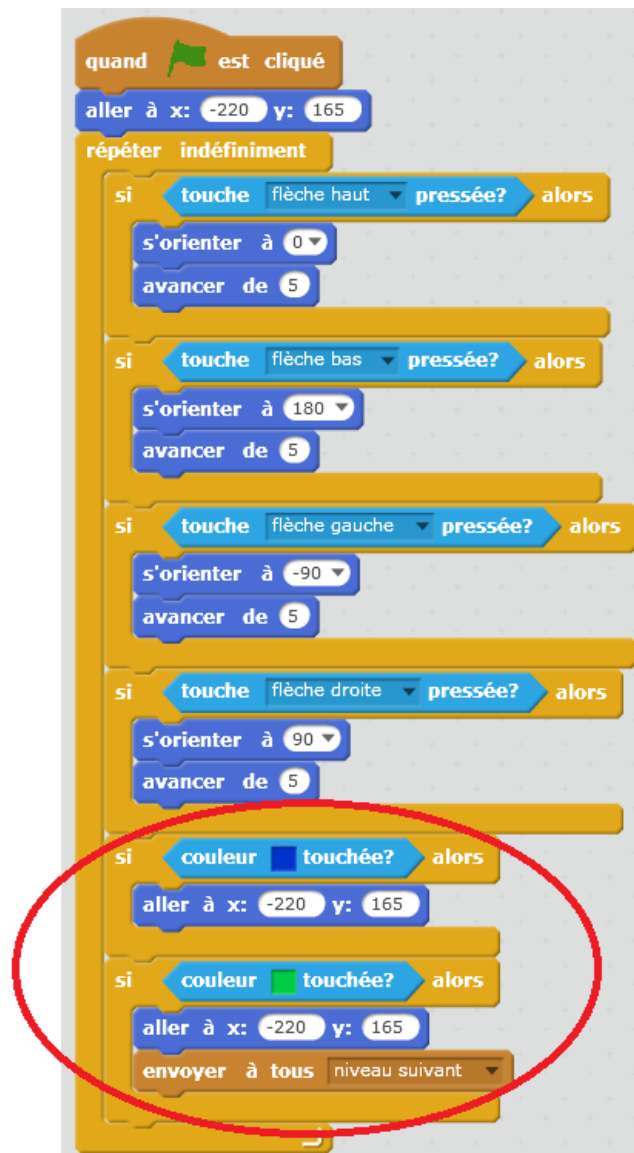 quand est cliqué
aller à x: -220 y: 165
répéter indéfiniment
si touche flèche haut pressée? alors
s'orienter à 0
avancer de 5
si touche flèche bas pressée? alors
s'orienter à 180
avancer de 5
si touche flèche gauche pressée? alors
s'orienter à -90
avancer de 5
si touche flèche droite pressée? alors
s'orienter à 90
avancer de 5
si couleur touchée? alors
aller à x: -220 y: 165
si couleur touchée? alors
aller à x: -220 y: 165
envoyer à tous niveau suivant